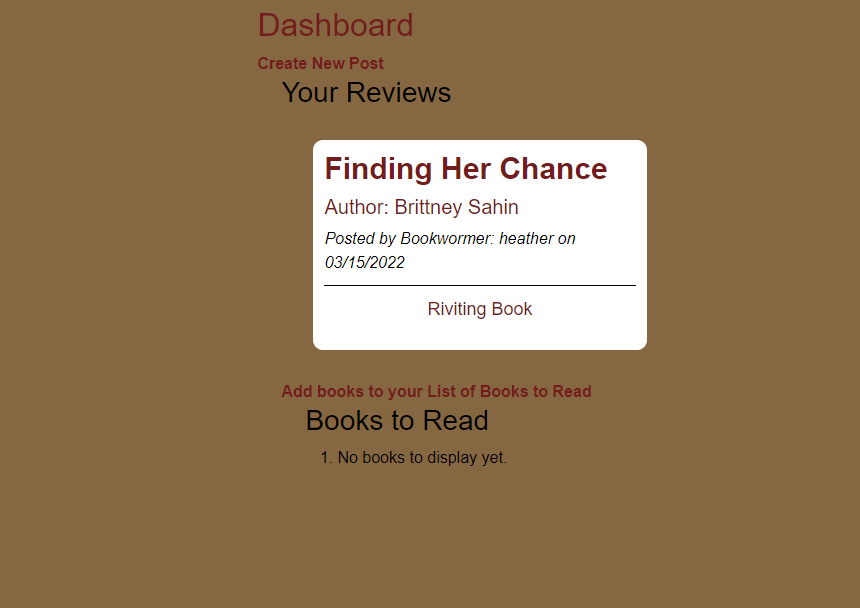 Dashboard
Create New Post
Your Reviews
Finding Her Chance
Author: Brittney Sahin
Posted by Bookwormer: heather on
03/15/2022
Riviting Book
Add books to your List of Books to Read
Books to Read
1. No books to display yet.